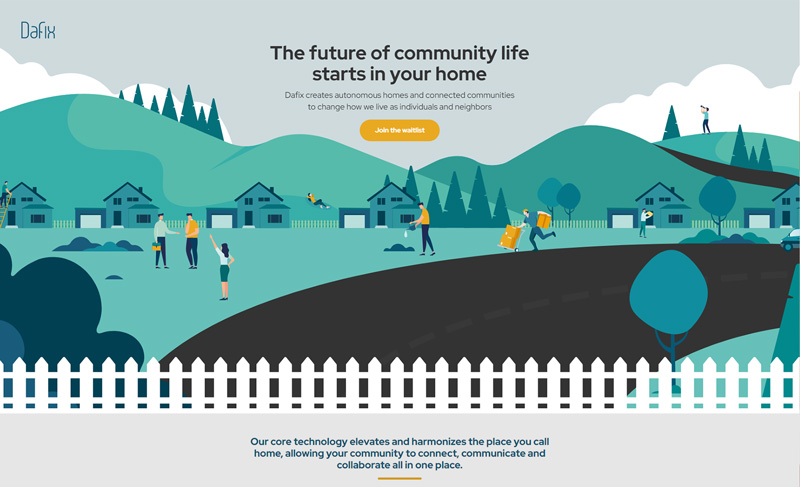 Dafix
The future of community life
starts in your home
Dafix creates autonomous homes and connected communities
to change how we live as individuals and neighbors
Join the waitlist
Our core technology elevates and harmonizes the place you call
home, allowing your community to connect, communicate and
collaborate all in one place.